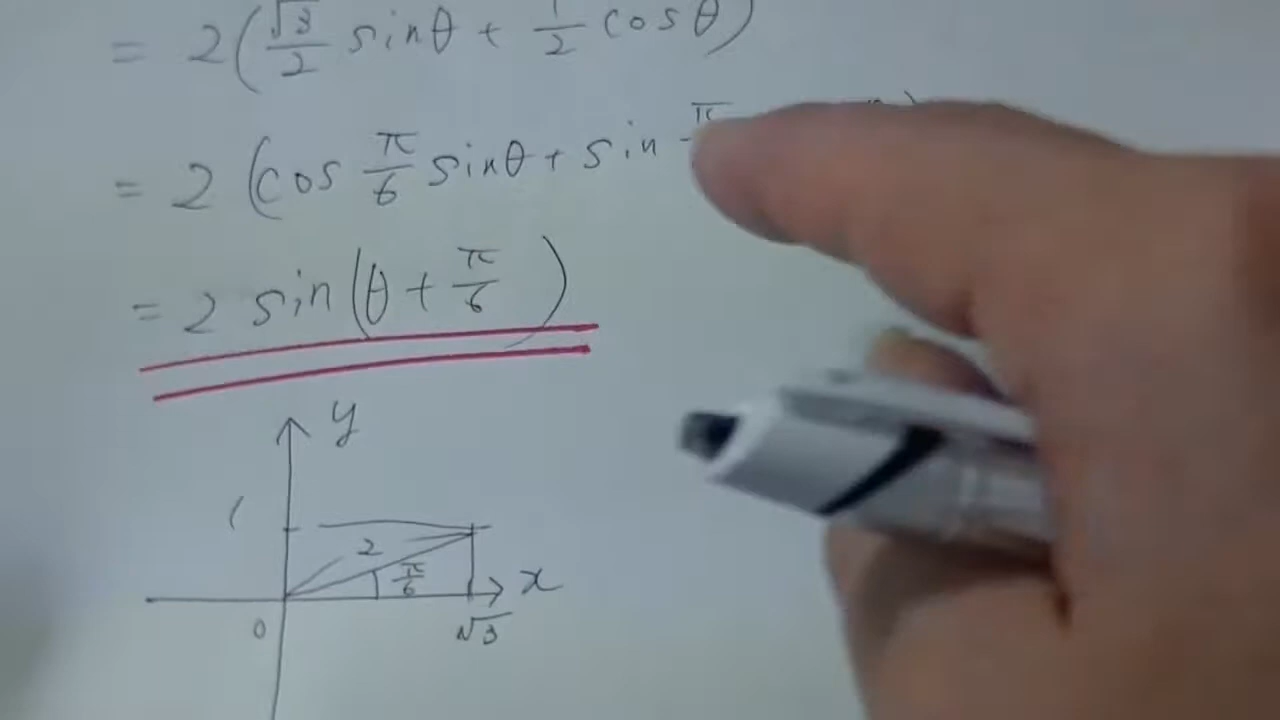 = 2(√3/2 sinθ + 1/2 cosθ)
= 2(cos π/6 sinθ + sin π
= 2 sin(θ + π/6)
y
1
2
π/6
x
0
√3